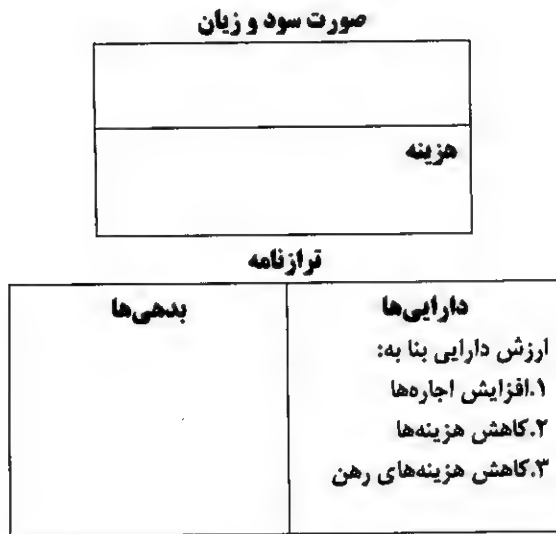 صورت سود و زیان
هزینه
ترازنامه
دارایی‌ها
ارزش دارایی بنا به:
۱.افزایش اجاره‌ها
۲.کاهش هزینه‌ها
۳.کاهش هزینه‌های رهن
بدهی‌ها